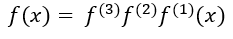 f(x) = f⁽³⁾f⁽²⁾f⁽¹⁾(x)